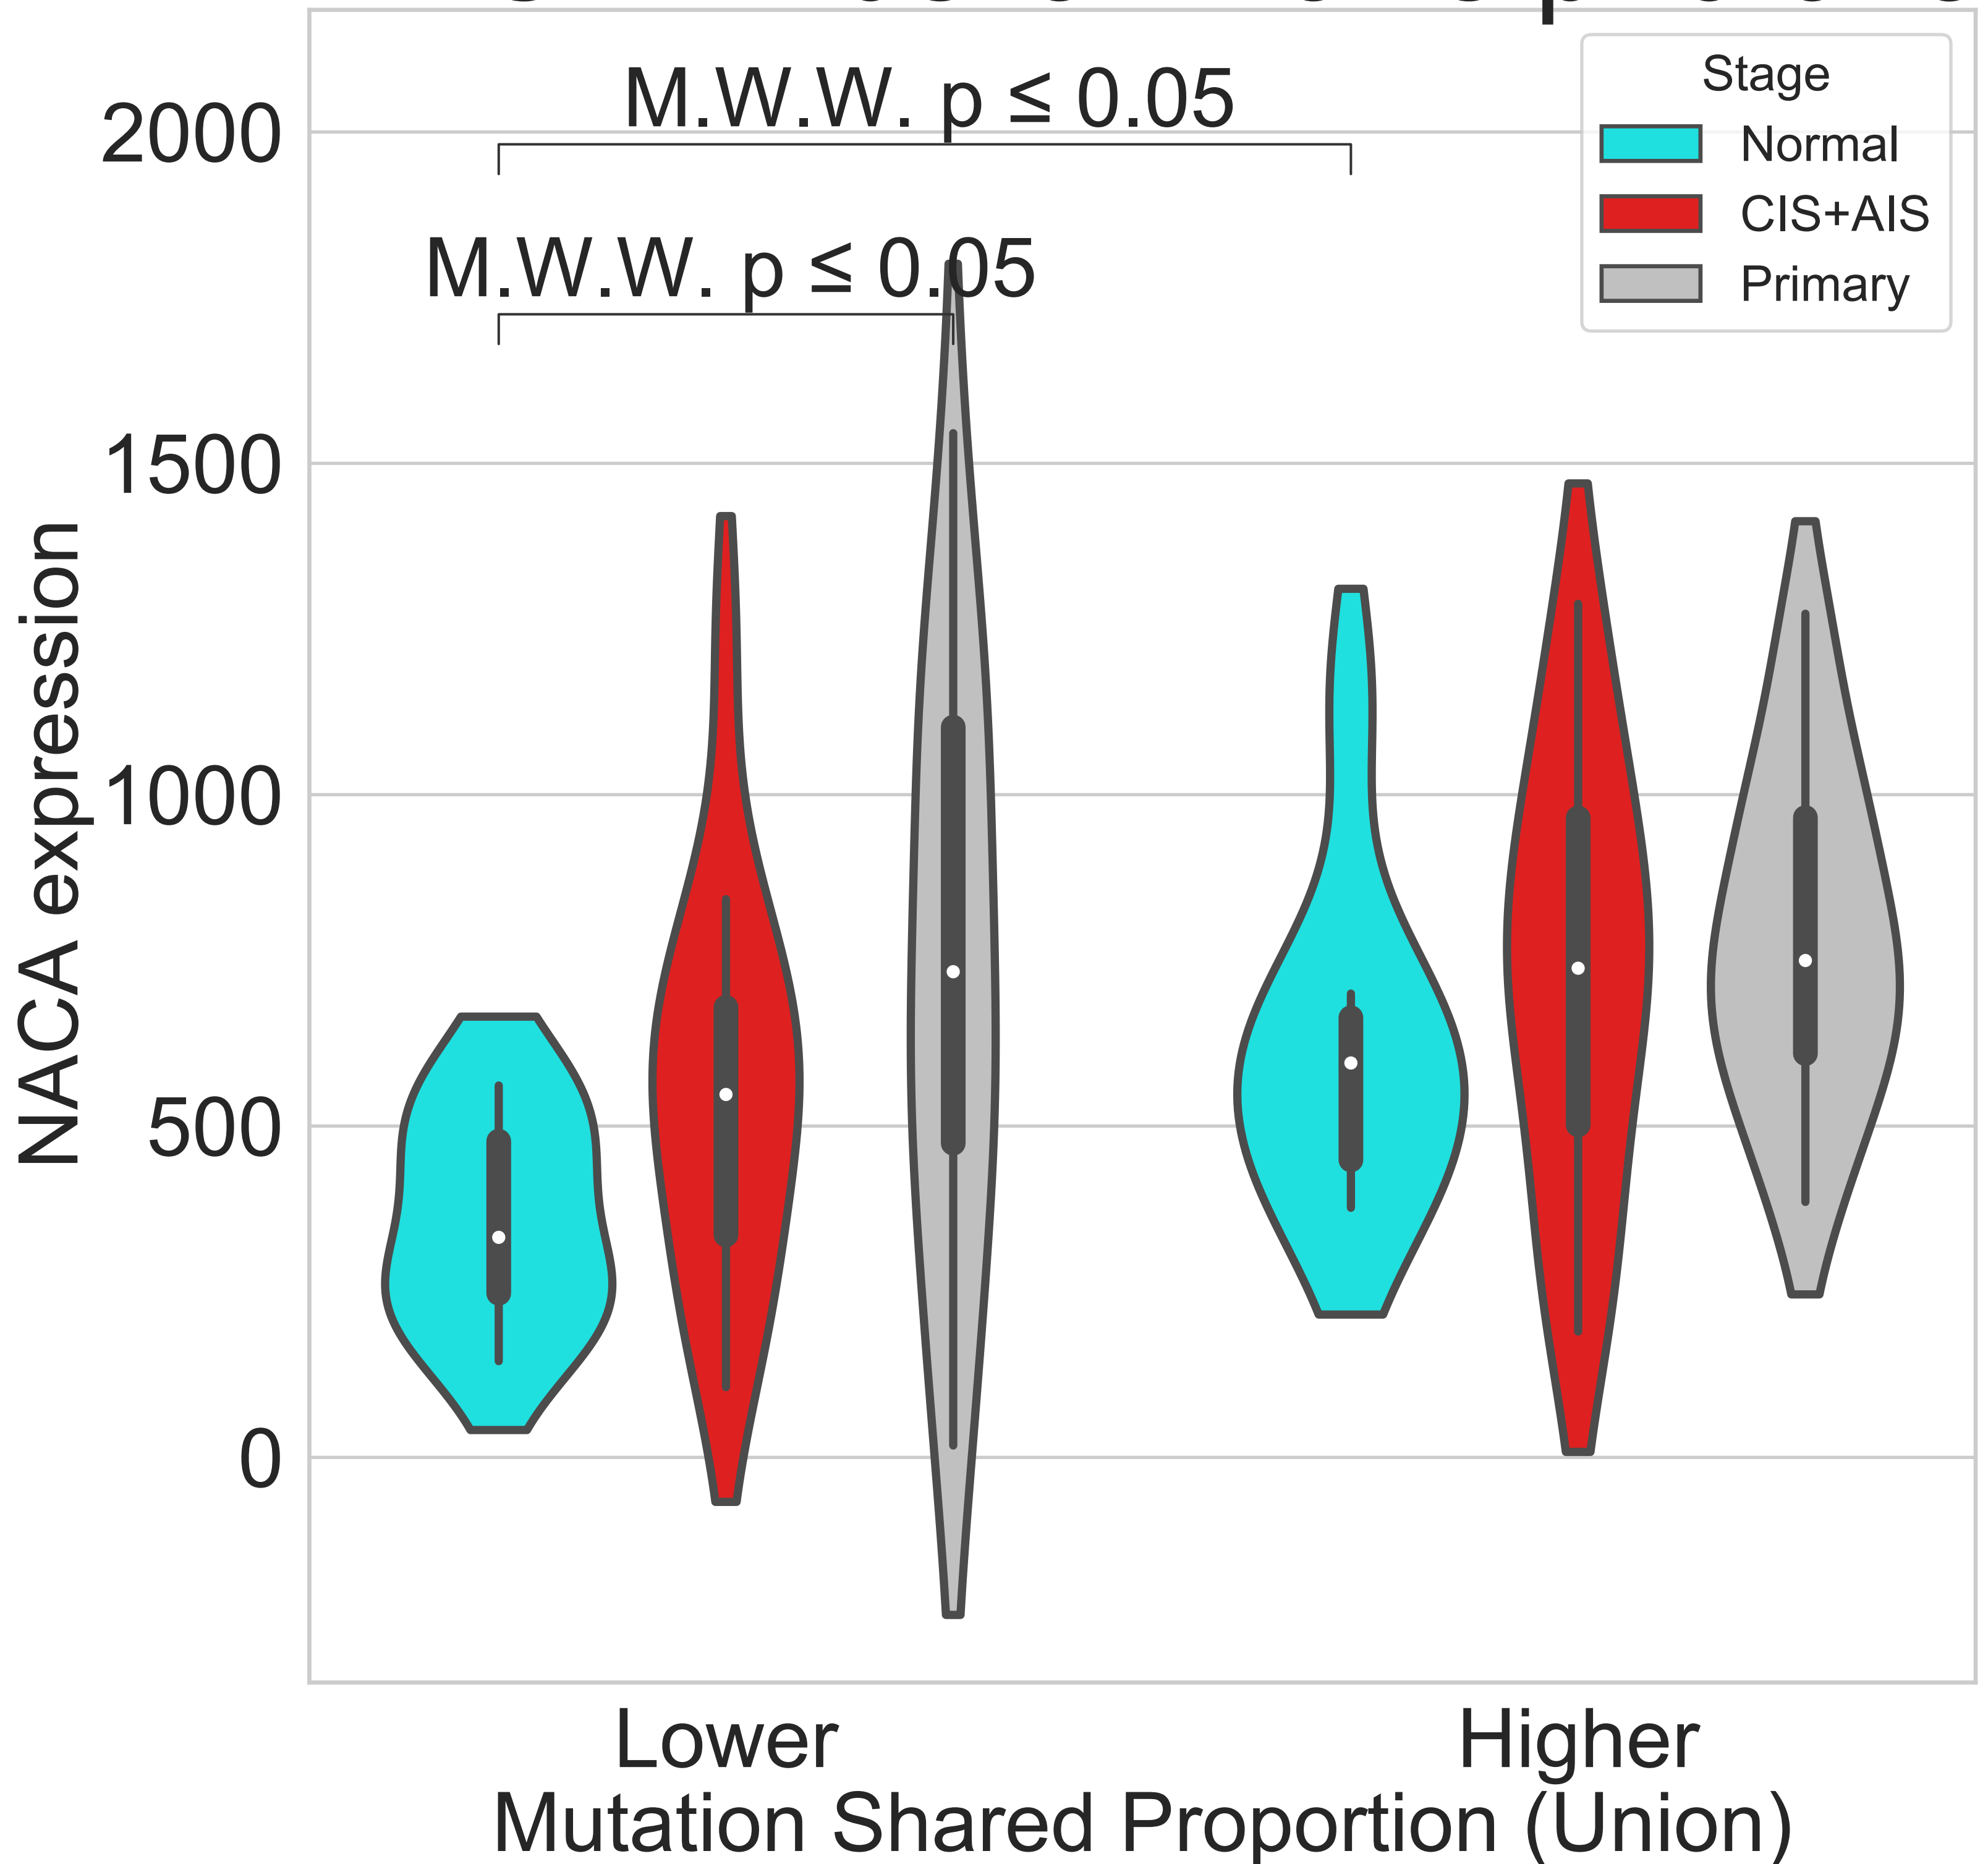 M.W.W. p ≤ 0.05
M.W.W. p ≤ 0.05
Stage
Normal
CIS+AIS
Primary
2000
1500
1000
500
0
NACA expression
Lower
Higher
Mutation Shared Proportion (Union)